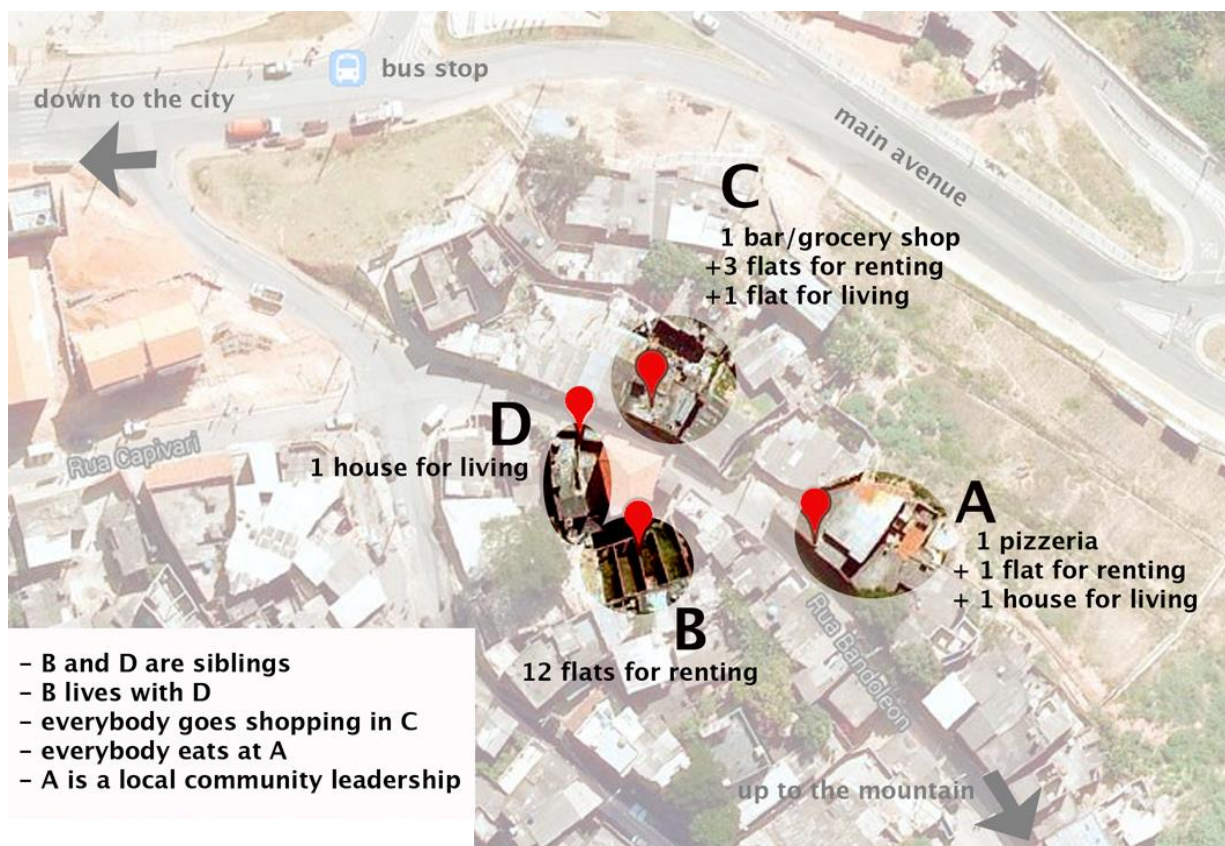 bus stop
down to the city
main avenue
C
1 bar/grocery shop
+3 flats for renting
+1 flat for living
D
1 house for living
Rua Capivari
A
1 pizzeria
+ 1 flat for renting
+ 1 house for living
B
12 flats for renting
Rua Bandoleon
– B and D are siblings
– B lives with D
– everybody goes shopping in C
– everybody eats at A
– A is a local community leadership
up to the mountain